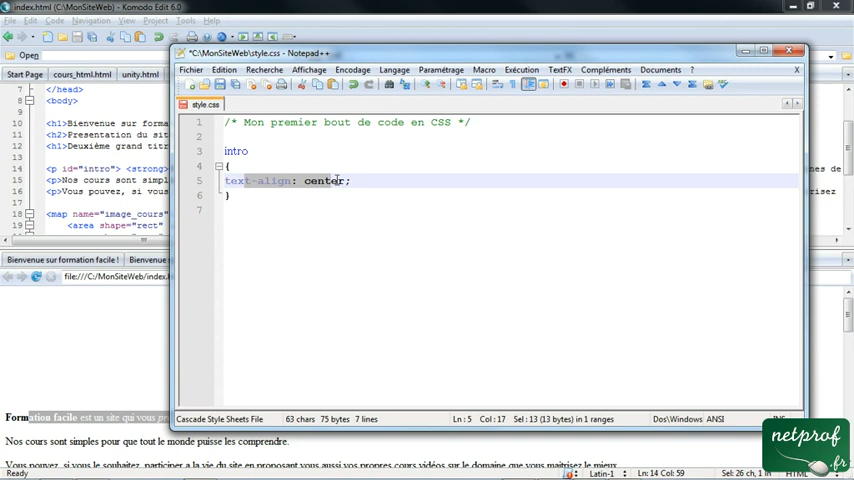 index.html (C:\MonSiteWeb) - Komodo Edit 6.0
File Edit Code Navigation View Project Tools Help
Open
Start Page cours_html.html unity.html
7 </head>
8 <body>
9
10 <h1>Bienvenue sur forma
11 <h2>Presentation du sit
12 <h1>Deuxième grand titr
13
14 <p id="intro"> <strong>
15 <p>Nos cours sont simpl
16 <p>Vous pouvez, si vous
17
18 <map name="image_cours"
19 <area shape="rect"
*C:\MonSiteWeb\style.css - Notepad++
Fichier Edition Recherche Affichage Encodage Langage Paramétrage Macro Exécution TextFX Compléments Documents ? X
style.css
1 /* Mon premier bout de code en CSS */
2
3 intro
4 {
5 text-align: center;
6 }
7
Cascade Style Sheets File 63 chars 75 bytes 7 lines Ln : 5 Col : 17 Sel : 13 (13 bytes) in 1 ranges Dos\Windows ANSI INS
Bienvenue sur formation facile ! Bienvenue sur f
file:///C:/MonSiteWeb/index.h
Formation facile est un site qui vous
Nos cours sont simples pour que tout le monde puisse les comprendre.
Vous pouvez, si vous le souhaitez, participer a la vie du site en proposant vous aussi vos propres cours vidéos sur le domaine que vous maitrisez le mieux.
Ready Latin-1 Ln: 14 Col: 59 Sel: 26 ch, 1 ln HTML
netprof
.fr